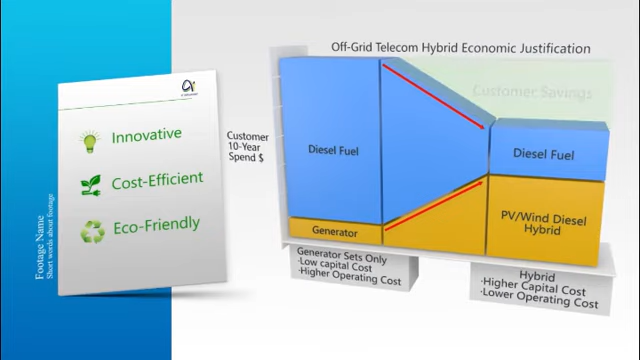 Off-Grid Telecom Hybrid Economic Justification
Innovative
Cost-Efficient
Eco-Friendly
Footage Name
Short words about footage
Customer
10-Year
Spend $
Customer Savings
Diesel Fuel
Generator
Diesel Fuel
PV/Wind Diesel
Hybrid
Generator Sets Only
·Low capital Cost
·Higher Operating Cost
Hybrid
·Higher Capital Cost
·Lower Operating Cost